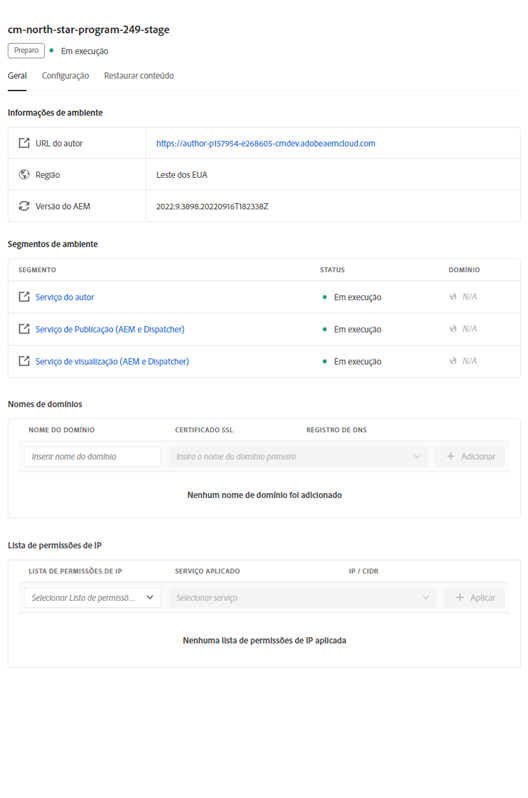 cm-north-star-program-249-stage
Preparo Em execução
Geral Configuração Restaurar conteúdo
Informações de ambiente
URL do autor https://author-p157954-e268605-cmdev.adobeaemcloud.com
Região Leste dos EUA
Versão do AEM 2022.9.3898.20220916T182338Z
Segmentos de ambiente
SEGMENTO STATUS DOMÍNIO
Serviço do autor Em execução N/A
Serviço de Publicação (AEM e Dispatcher) Em execução N/A
Serviço de visualização (AEM e Dispatcher) Em execução N/A
Nomes de domínios
NOME DO DOMÍNIO CERTIFICADO SSL REGISTRO DE DNS
Inserir nome do domínio Insira o nome do domínio primeiro Adicionar
Nenhum nome de domínio foi adicionado
Lista de permissões de IP
LISTA DE PERMISSÕES DE IP SERVIÇO APLICADO IP / CIDR
Selecionar Lista de permissõ... Selecionar serviço Aplicar
Nenhuma lista de permissões de IP aplicada